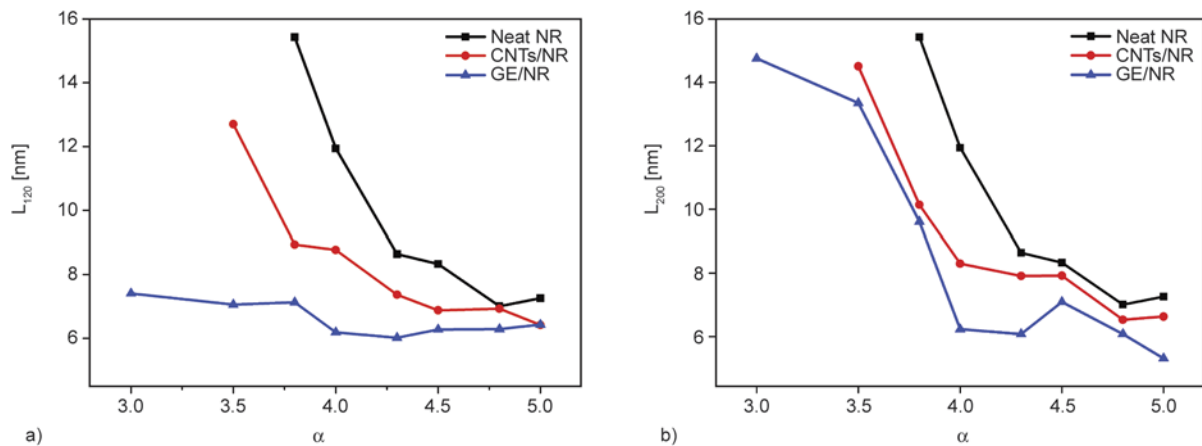 16
14
12
10
8
6
L120 [nm]
3.0 3.5 4.0 4.5 5.0
α
a)
Neat NR
CNTs/NR
GE/NR
16
14
12
10
8
6
L200 [nm]
3.0 3.5 4.0 4.5 5.0
α
b)
Neat NR
CNTs/NR
GE/NR